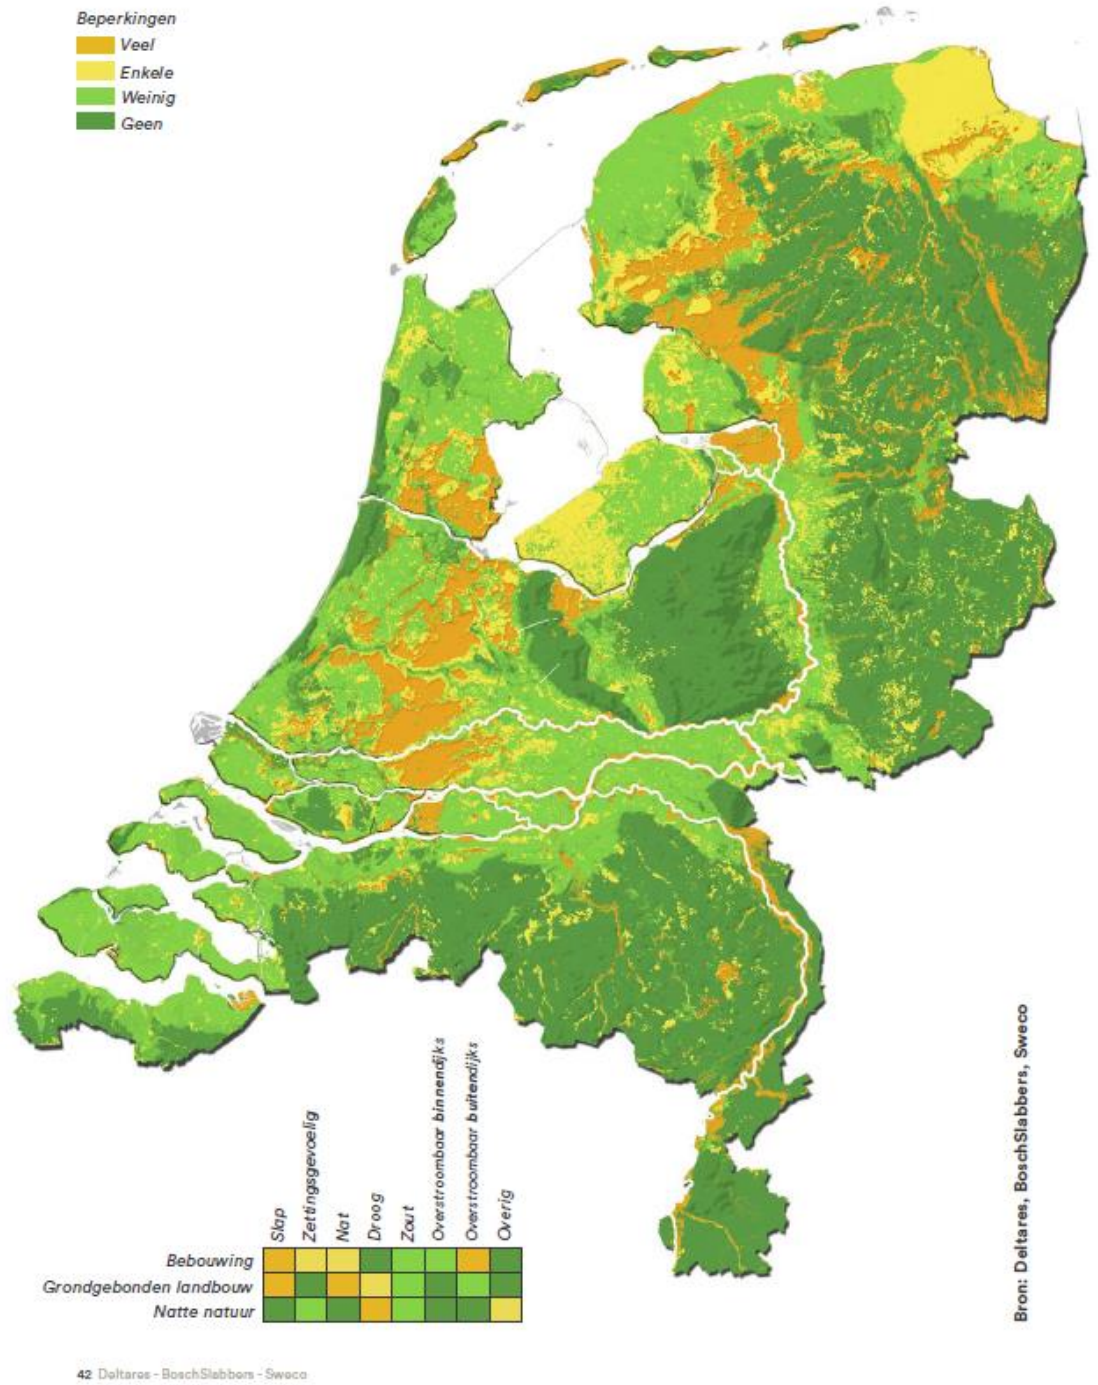 Beperkingen
Veel
Enkele
Weinig
Geen
Slap
Zettingsgevoelig
Nat
Droog
Zout
Overstroombaar binnendijks
Overstroombaar buitendijks
Overig
Bebouwing
Grondgebonden landbouw
Natte natuur
Bron: Deltares, BoschSlabbers, Sweco
42 Deltares - BoschSlabbers - Sweco